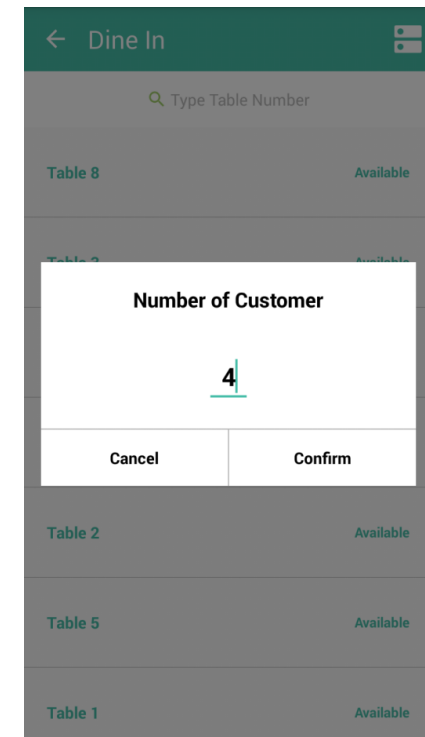 Dine In
Type Table Number
Table 8 Available
Number of Customer
4
Cancel Confirm
Table 2 Available
Table 5 Available
Table 1 Available